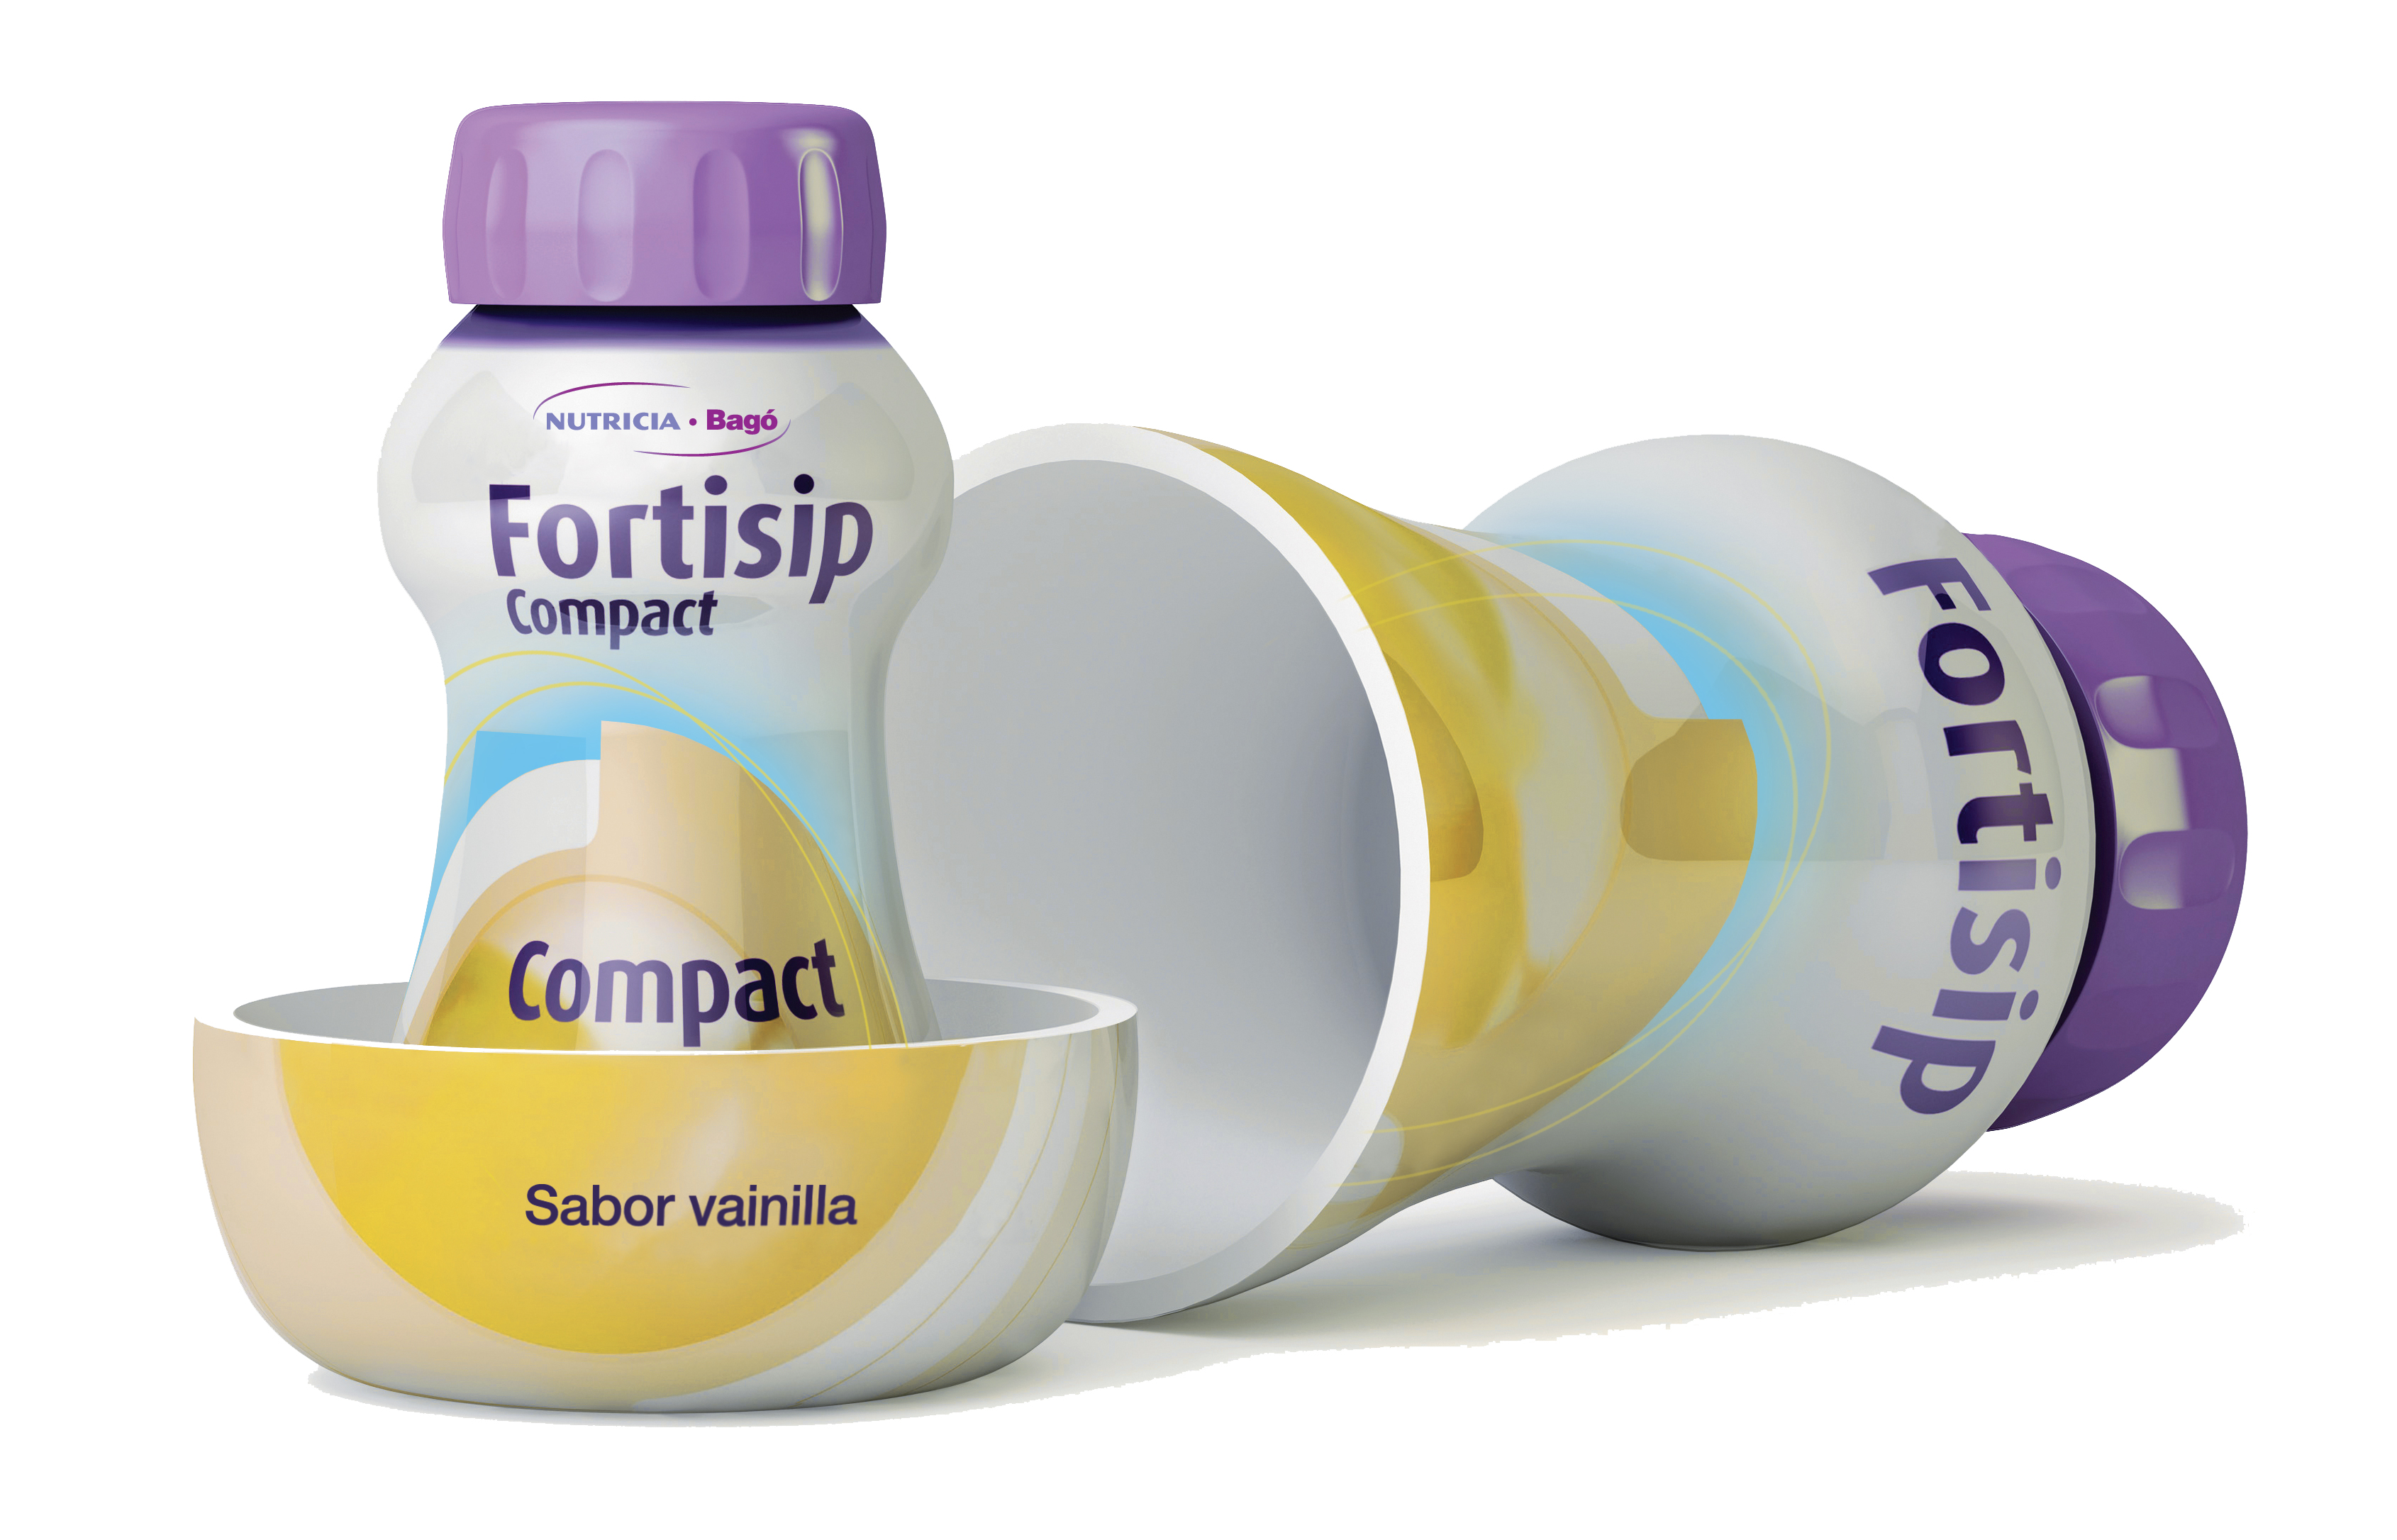 NUTRICIA • Bagó
Fortisip
Compact
Compact
Sabor vainilla
Fortisip